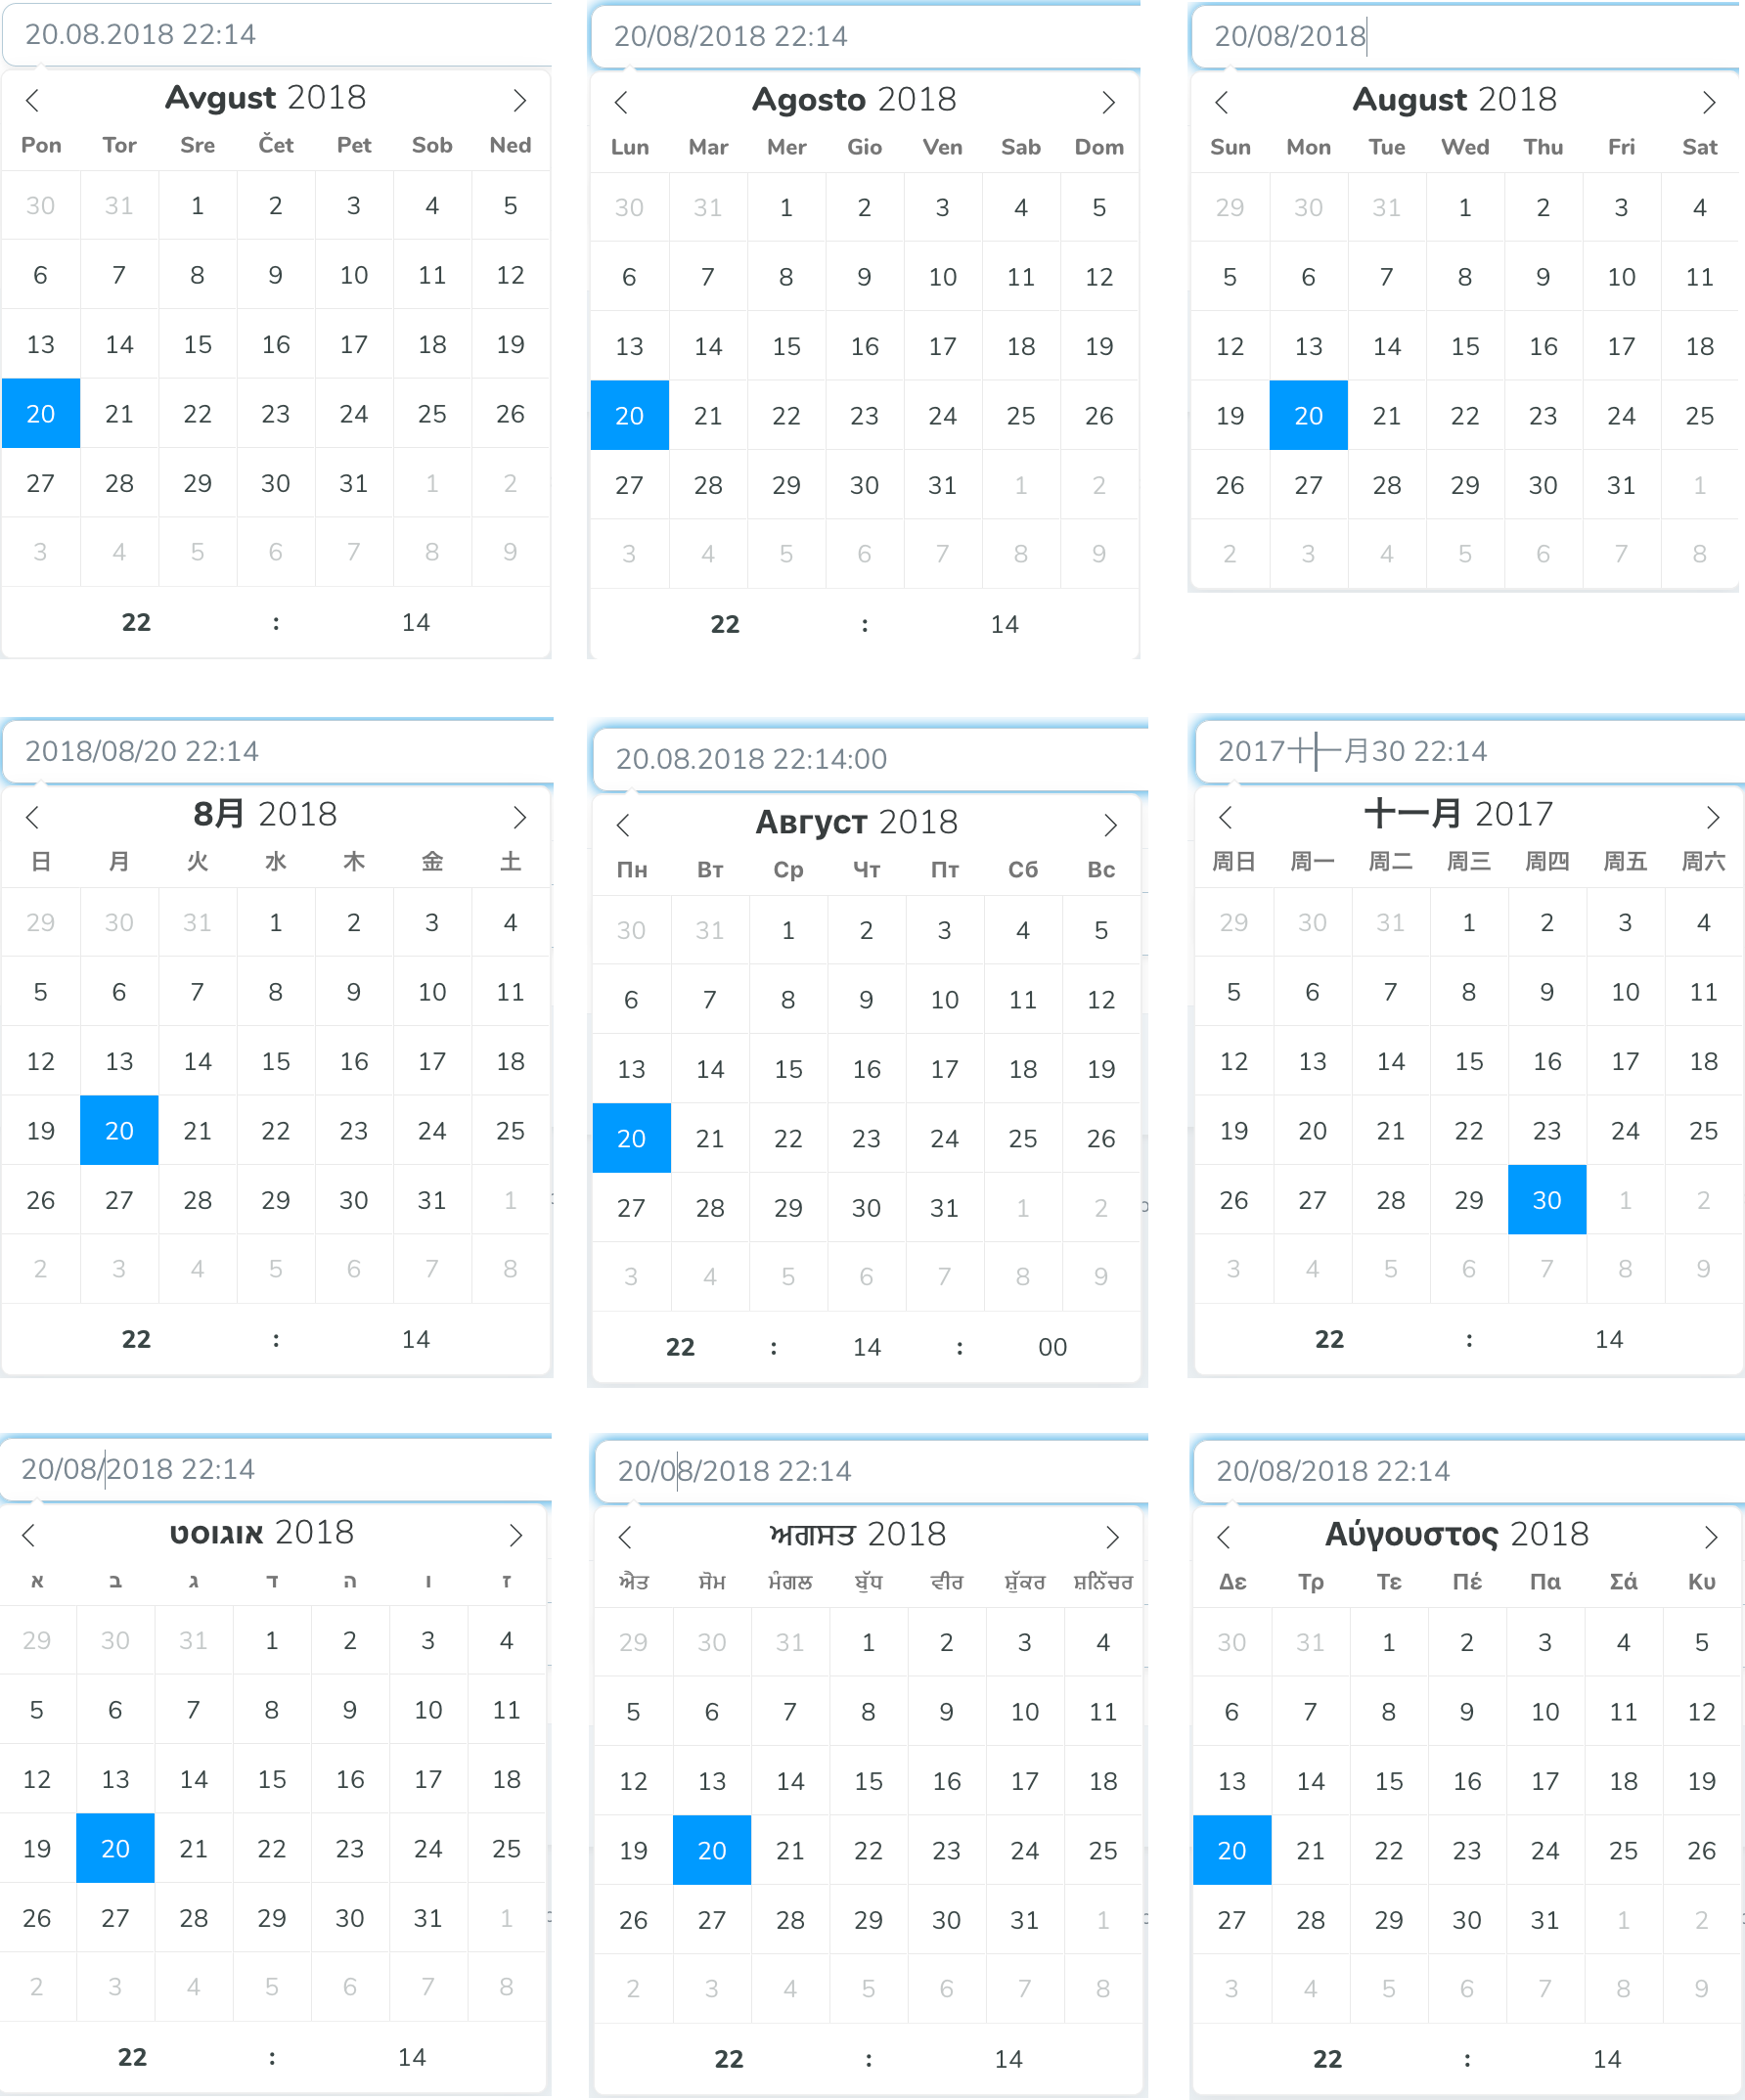 20.08.2018 22:14
Avgust 2018
Pon Tor Sre Čet Pet Sob Ned
30 31 1 2 3 4 5
6 7 8 9 10 11 12
13 14 15 16 17 18 19
20 21 22 23 24 25 26
27 28 29 30 31 1 2
3 4 5 6 7 8 9
22 : 14
20/08/2018 22:14
Agosto 2018
Lun Mar Mer Gio Ven Sab Dom
30 31 1 2 3 4 5
6 7 8 9 10 11 12
13 14 15 16 17 18 19
20 21 22 23 24 25 26
27 28 29 30 31 1 2
3 4 5 6 7 8 9
22 : 14
20/08/2018
August 2018
Sun Mon Tue Wed Thu Fri Sat
29 30 31 1 2 3 4
5 6 7 8 9 10 11
12 13 14 15 16 17 18
19 20 21 22 23 24 25
26 27 28 29 30 31 1
2 3 4 5 6 7 8
2018/08/20 22:14
8月 2018
日 月 火 水 木 金 土
29 30 31 1 2 3 4
5 6 7 8 9 10 11
12 13 14 15 16 17 18
19 20 21 22 23 24 25
26 27 28 29 30 31 1
2 3 4 5 6 7 8
22 : 14
20.08.2018 22:14:00
Август 2018
Пн Вт Ср Чт Пт Сб Вс
30 31 1 2 3 4 5
6 7 8 9 10 11 12
13 14 15 16 17 18 19
20 21 22 23 24 25 26
27 28 29 30 31 1 2
3 4 5 6 7 8 9
22 : 14 : 00
2017十一月30 22:14
十一月 2017
周日 周一 周二 周三 周四 周五 周六
29 30 31 1 2 3 4
5 6 7 8 9 10 11
12 13 14 15 16 17 18
19 20 21 22 23 24 25
26 27 28 29 30 1 2
3 4 5 6 7 8 9
22 : 14
20/08/2018 22:14
אוגוסט 2018
א ב ג ד ה ו ז
29 30 31 1 2 3 4
5 6 7 8 9 10 11
12 13 14 15 16 17 18
19 20 21 22 23 24 25
26 27 28 29 30 31 1
2 3 4 5 6 7 8
22 : 14
20/08/2018 22:14
ਅਗਸਤ 2018
ਐਤ ਸੋਮ ਮੰਗਲ ਬੁੱਧ ਵੀਰ ਸ਼ੁੱਕਰ ਸ਼ਨਿੱਚਰ
29 30 31 1 2 3 4
5 6 7 8 9 10 11
12 13 14 15 16 17 18
19 20 21 22 23 24 25
26 27 28 29 30 31 1
2 3 4 5 6 7 8
22 : 14
20/08/2018 22:14
Αύγουστος 2018
Δε Τρ Τε Πέ Πα Σά Κυ
30 31 1 2 3 4 5
6 7 8 9 10 11 12
13 14 15 16 17 18 19
20 21 22 23 24 25 26
27 28 29 30 31 1 2
3 4 5 6 7 8 9
22 : 14